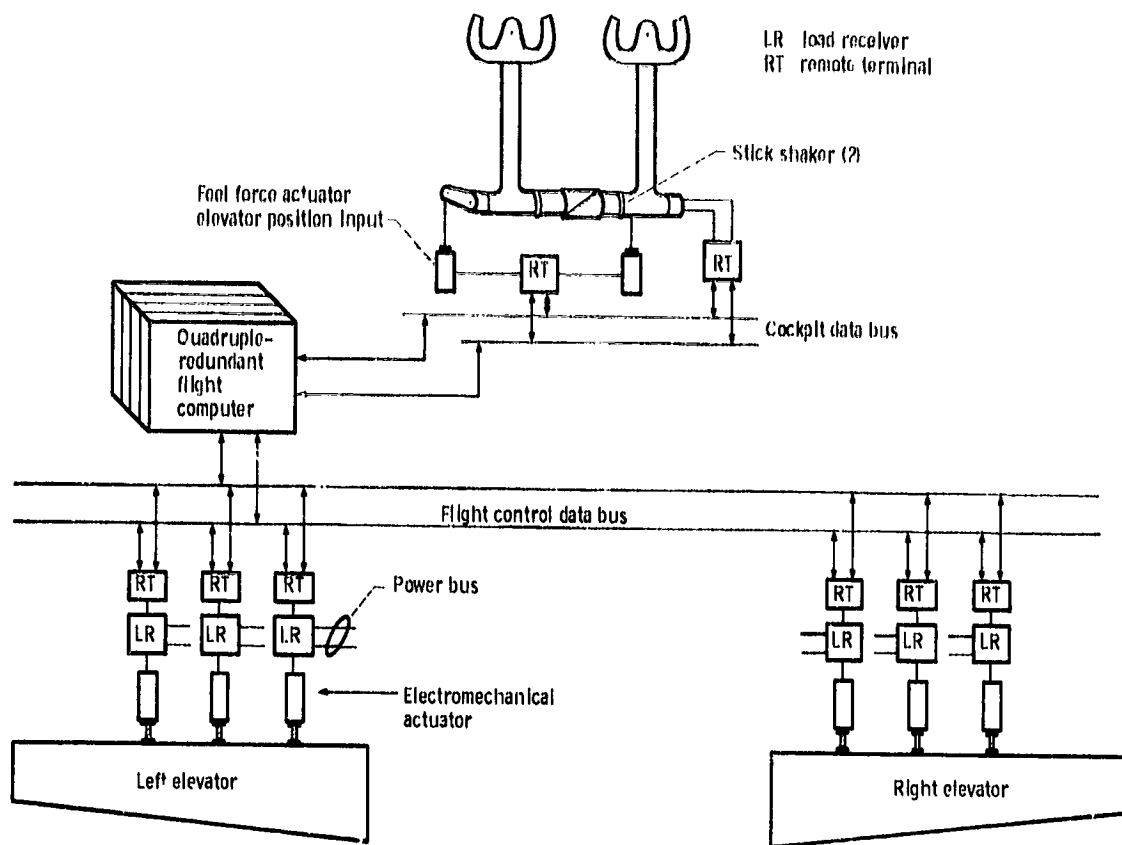 LR load receiver
RT remote terminal
Stick shaker (2)
Feel force actuator
elevator position input
RT
RT
Cockpit data bus
Quadruple-
redundant
flight
computer
Flight control data bus
RT RT RT
Power bus
RT RT RT
LR LR LR
LR LR LR
Electromechanical
actuator
Left elevator
Right elevator